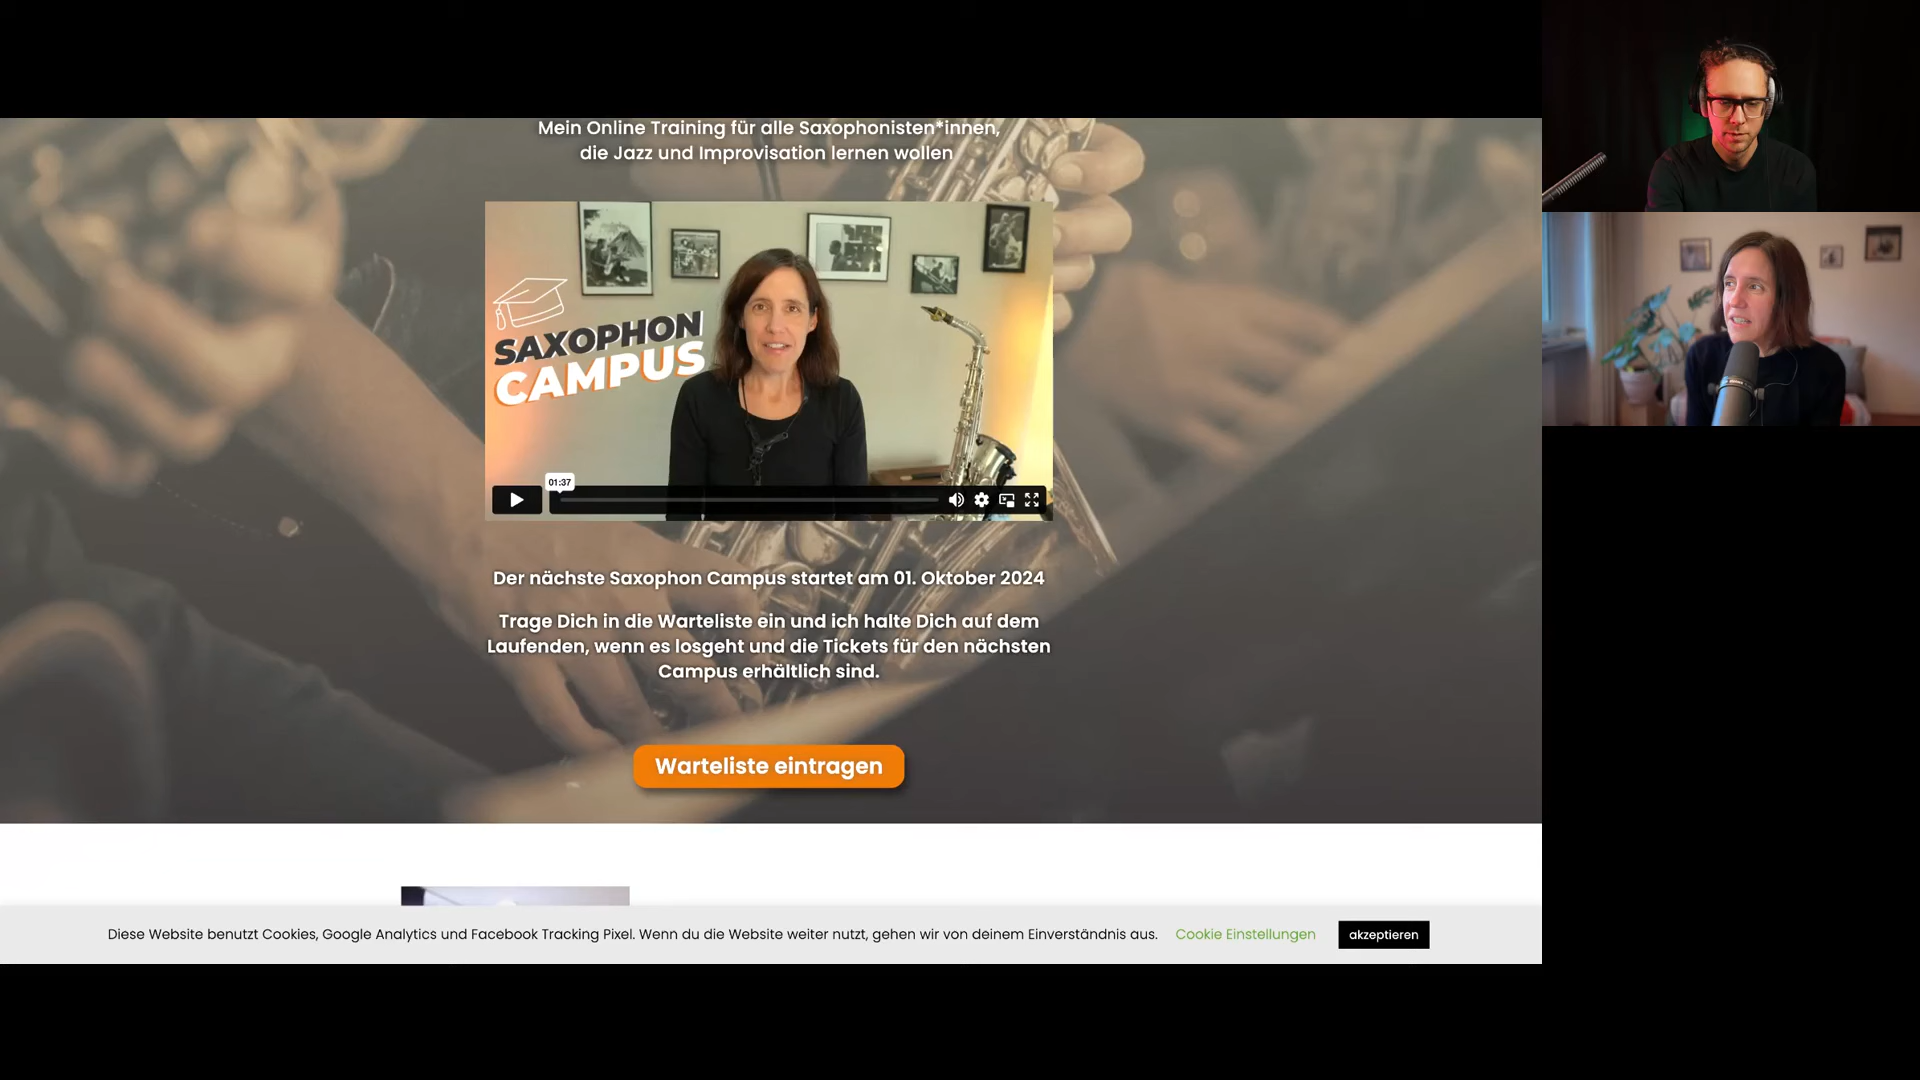 Mein Online Training für alle Saxophonisten*innen,
die Jazz und Improvisation lernen wollen
SAXOPHON
CAMPUS
01:37
Der nächste Saxophon Campus startet am 01. Oktober 2024
Trage Dich in die Warteliste ein und ich halte Dich auf dem
Laufenden, wenn es losgeht und die Tickets für den nächsten
Campus erhältlich sind.
Warteliste eintragen
Diese Website benutzt Cookies, Google Analytics und Facebook Tracking Pixel. Wenn du die Website weiter nutzt, gehen wir von deinem Einverständnis aus. Cookie Einstellungen akzeptieren